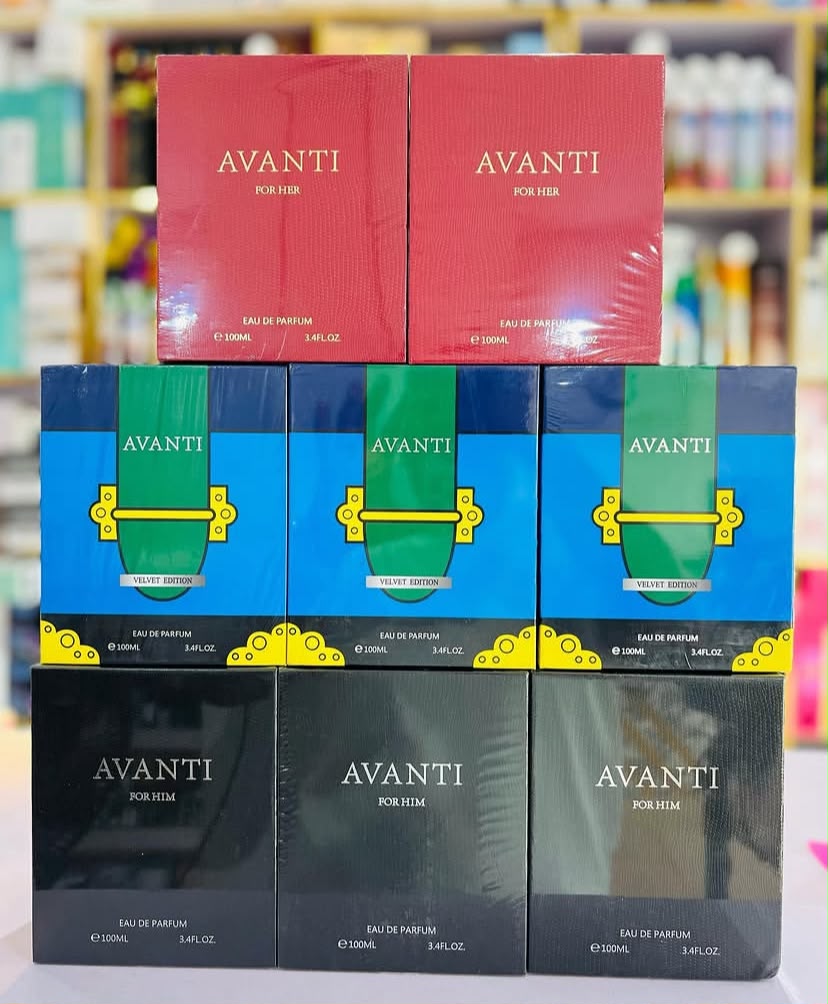 AVANTI
FOR HER
EAU DE PARFUM
℮100ML 3.4FL.OZ.
AVANTI
FOR HER
EAU DE PARFUM
℮100ML OZ
AVANTI
VELVET EDITION
EAU DE PARFUM
℮100ML 3.4FL.OZ.
AVANTI
VELVET EDITION
EAU DE PARFUM
℮100ML 3.4FL.OZ.
AVANTI
VELVET EDITION
EAU DE PARFUM
℮100ML 3.4FL.OZ.
AVANTI
FOR HIM
EAU DE PARFUM
℮100ML 3.4FL.OZ.
AVANTI
FOR HIM
EAU DE PARFUM
℮100ML 3.4FL.OZ.
AVANTI
FOR HIM
EAU DE PARFUM
℮100ML 3.4FL.OZ.